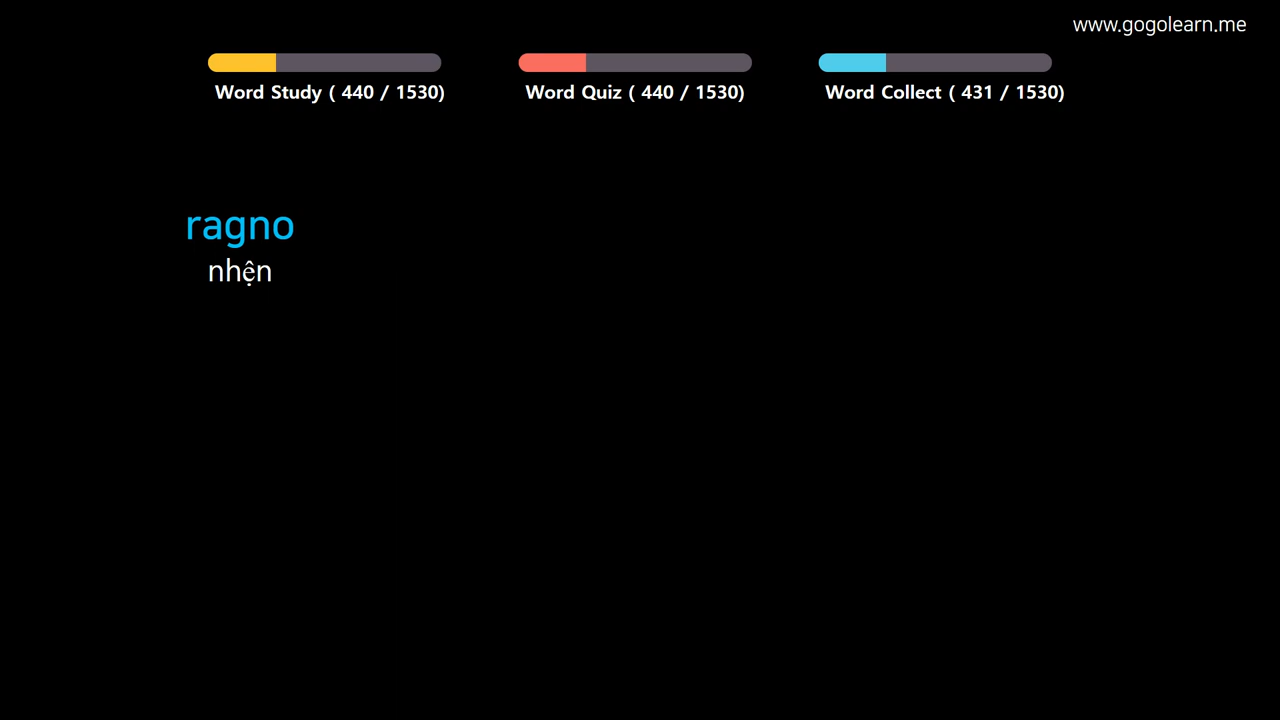 www.gogolearn.me
Word Study ( 440 / 1530)
Word Quiz ( 440 / 1530)
Word Collect ( 431 / 1530)
ragno
nhện